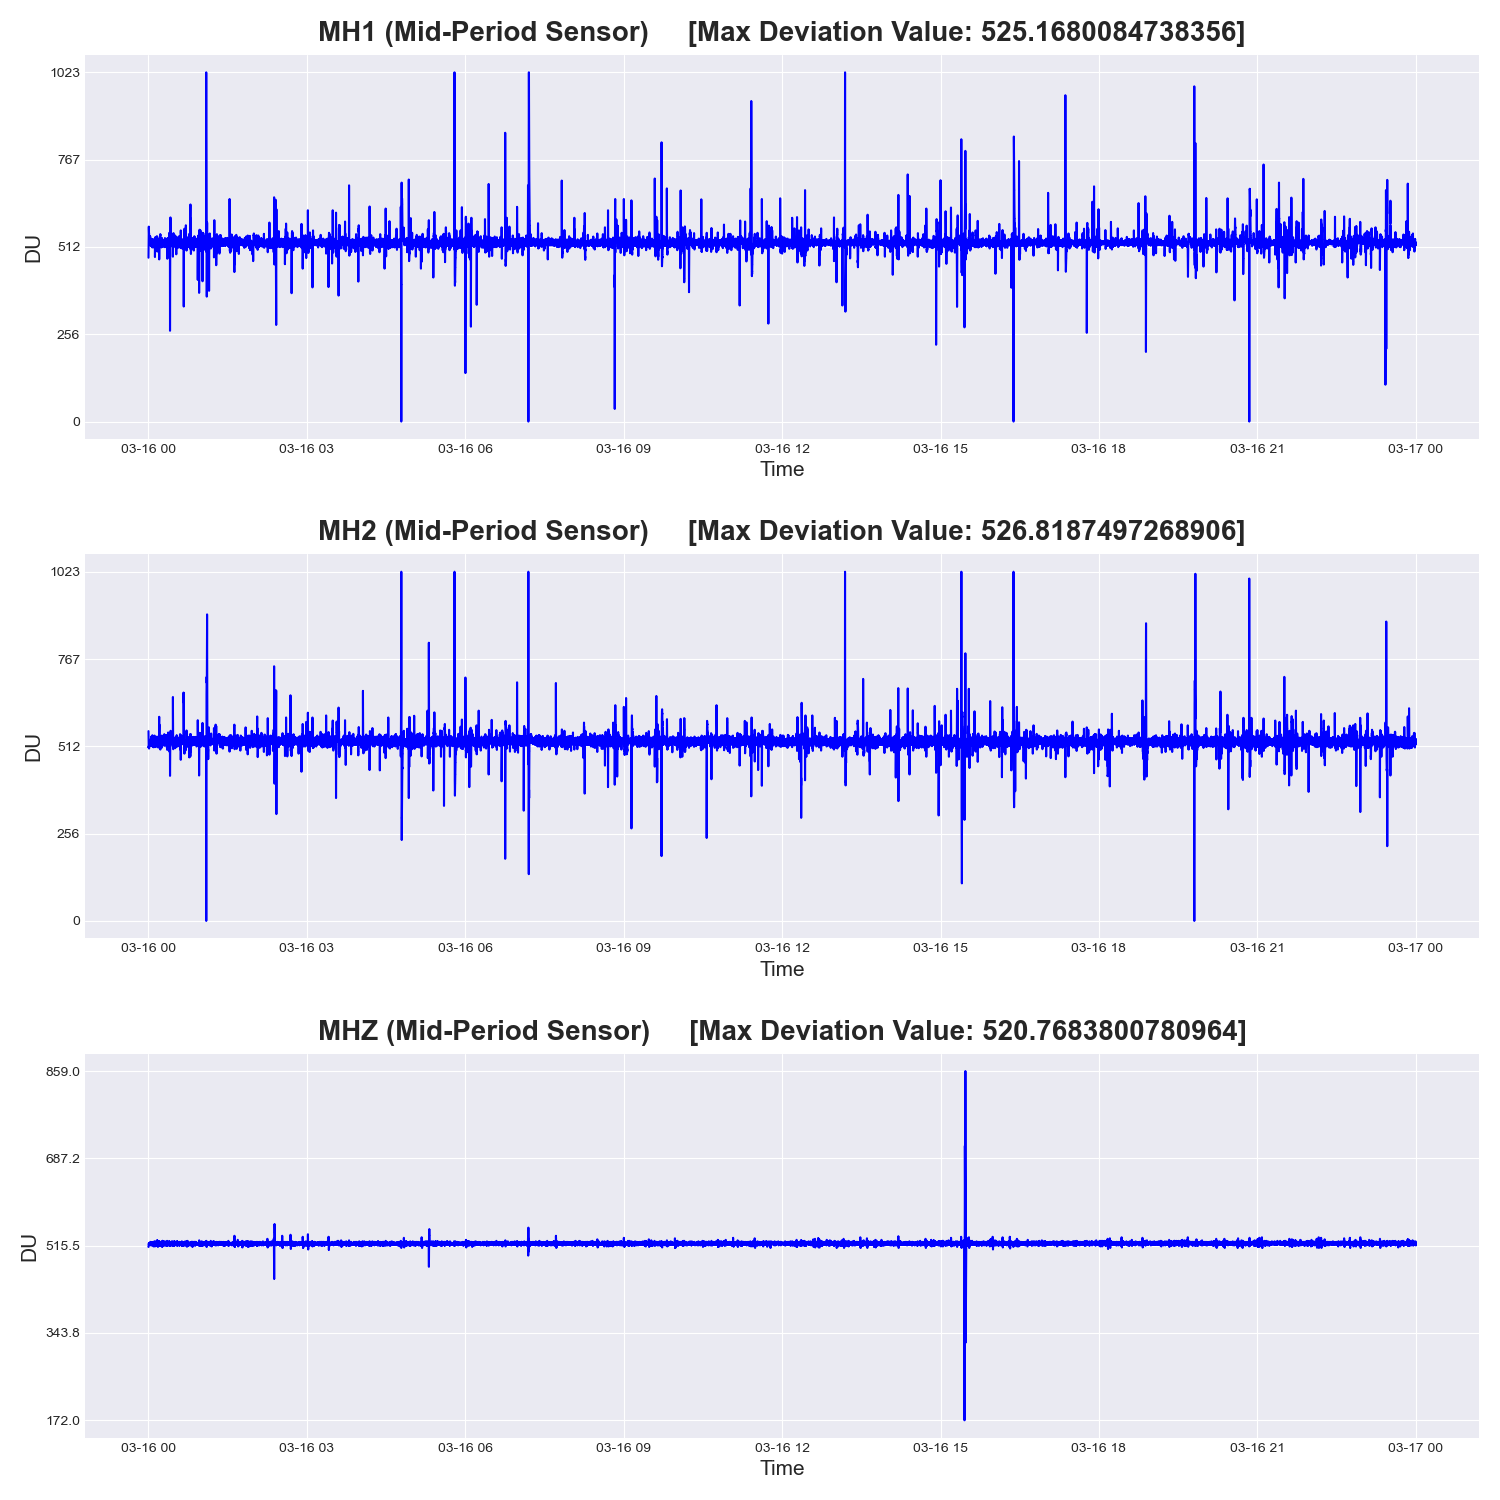 MH1 (Mid-Period Sensor) [Max Deviation Value: 525.1680084738356]
1023
767
512
256
0
DU
03-16 00 03-16 03 03-16 06 03-16 09 03-16 12 03-16 15 03-16 18 03-16 21 03-17 00
Time
MH2 (Mid-Period Sensor) [Max Deviation Value: 526.8187497268906]
1023
767
512
256
0
DU
03-16 00 03-16 03 03-16 06 03-16 09 03-16 12 03-16 15 03-16 18 03-16 21 03-17 00
Time
MHZ (Mid-Period Sensor) [Max Deviation Value: 520.7683800780964]
859.0
687.2
515.5
343.8
172.0
DU
03-16 00 03-16 03 03-16 06 03-16 09 03-16 12 03-16 15 03-16 18 03-16 21 03-17 00
Time